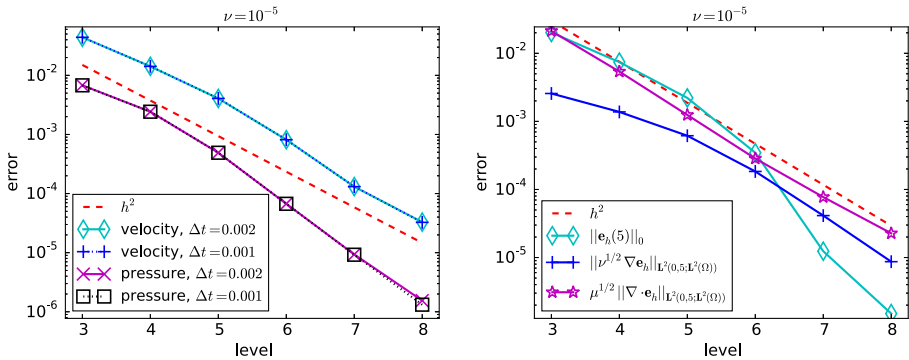 ν=10⁻⁵
error
10⁻²
10⁻³
10⁻⁴
10⁻⁵
10⁻⁶
h²
velocity, Δt=0.002
velocity, Δt=0.001
pressure, Δt=0.002
pressure, Δt=0.001
3 4 5 6 7 8
level
ν=10⁻⁵
error
10⁻²
10⁻³
10⁻⁴
10⁻⁵
h²
||e_h(5)||₀
||ν^{1/2} ∇e_h||_{L²(0,5;L²(Ω))}
μ^{1/2} ||∇·e_h||_{L²(0,5;L²(Ω))}
3 4 5 6 7 8
level